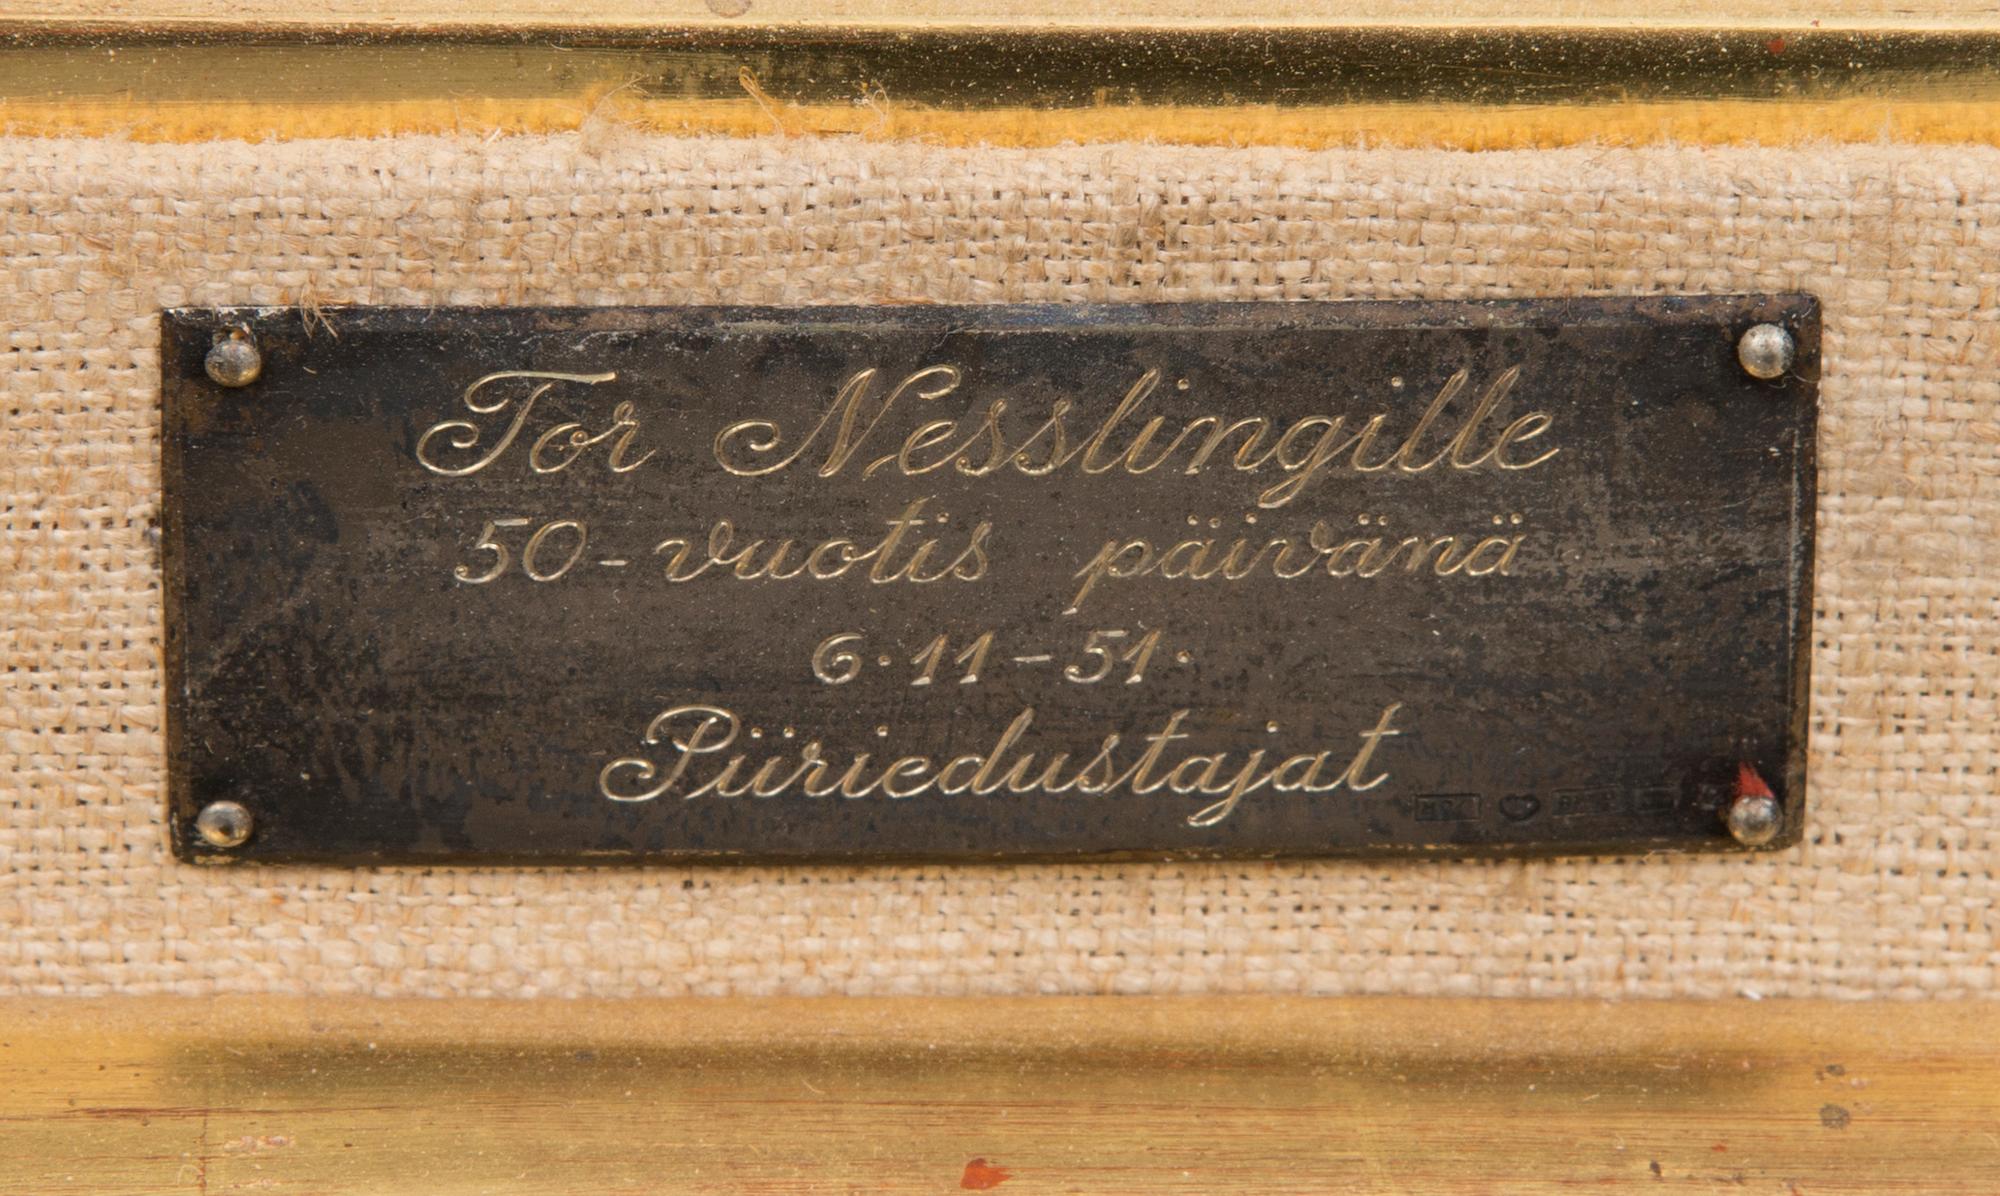 Tor Nesslingille
50-vuotis päivänä
6·11–51·
Piiriedustajat